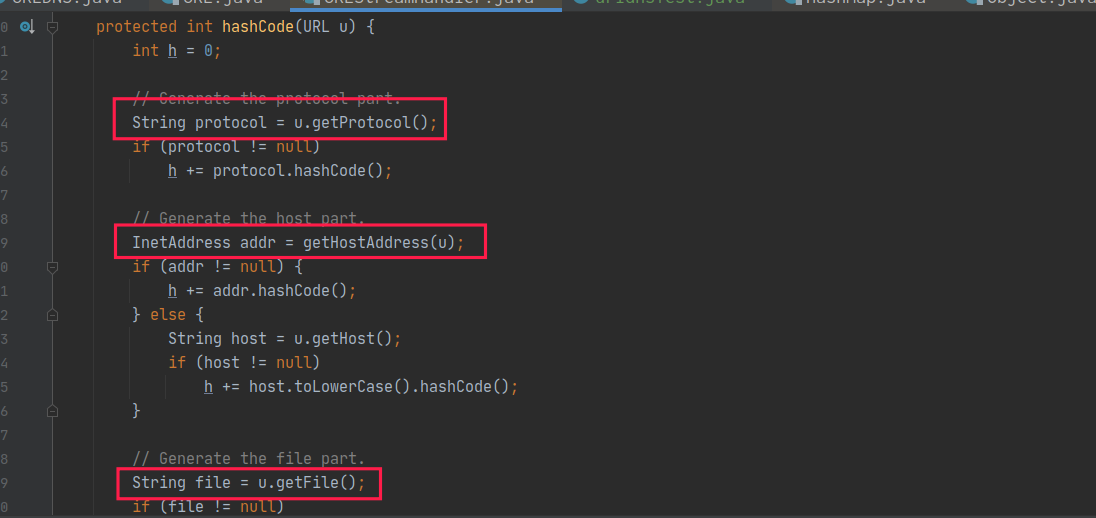 URLDNS.java URL.java URLStreamHandler.java urldnsTest.java HashMap.java Object.java
0 protected int hashCode(URL u) {
1 int h = 0;
2
3 // Generate the protocol part.
4 String protocol = u.getProtocol();
5 if (protocol != null)
6 h += protocol.hashCode();
7
8 // Generate the host part.
9 InetAddress addr = getHostAddress(u);
0 if (addr != null) {
1 h += addr.hashCode();
2 } else {
3 String host = u.getHost();
4 if (host != null)
5 h += host.toLowerCase().hashCode();
6 }
7
8 // Generate the file part.
9 String file = u.getFile();
0 if (file != null)